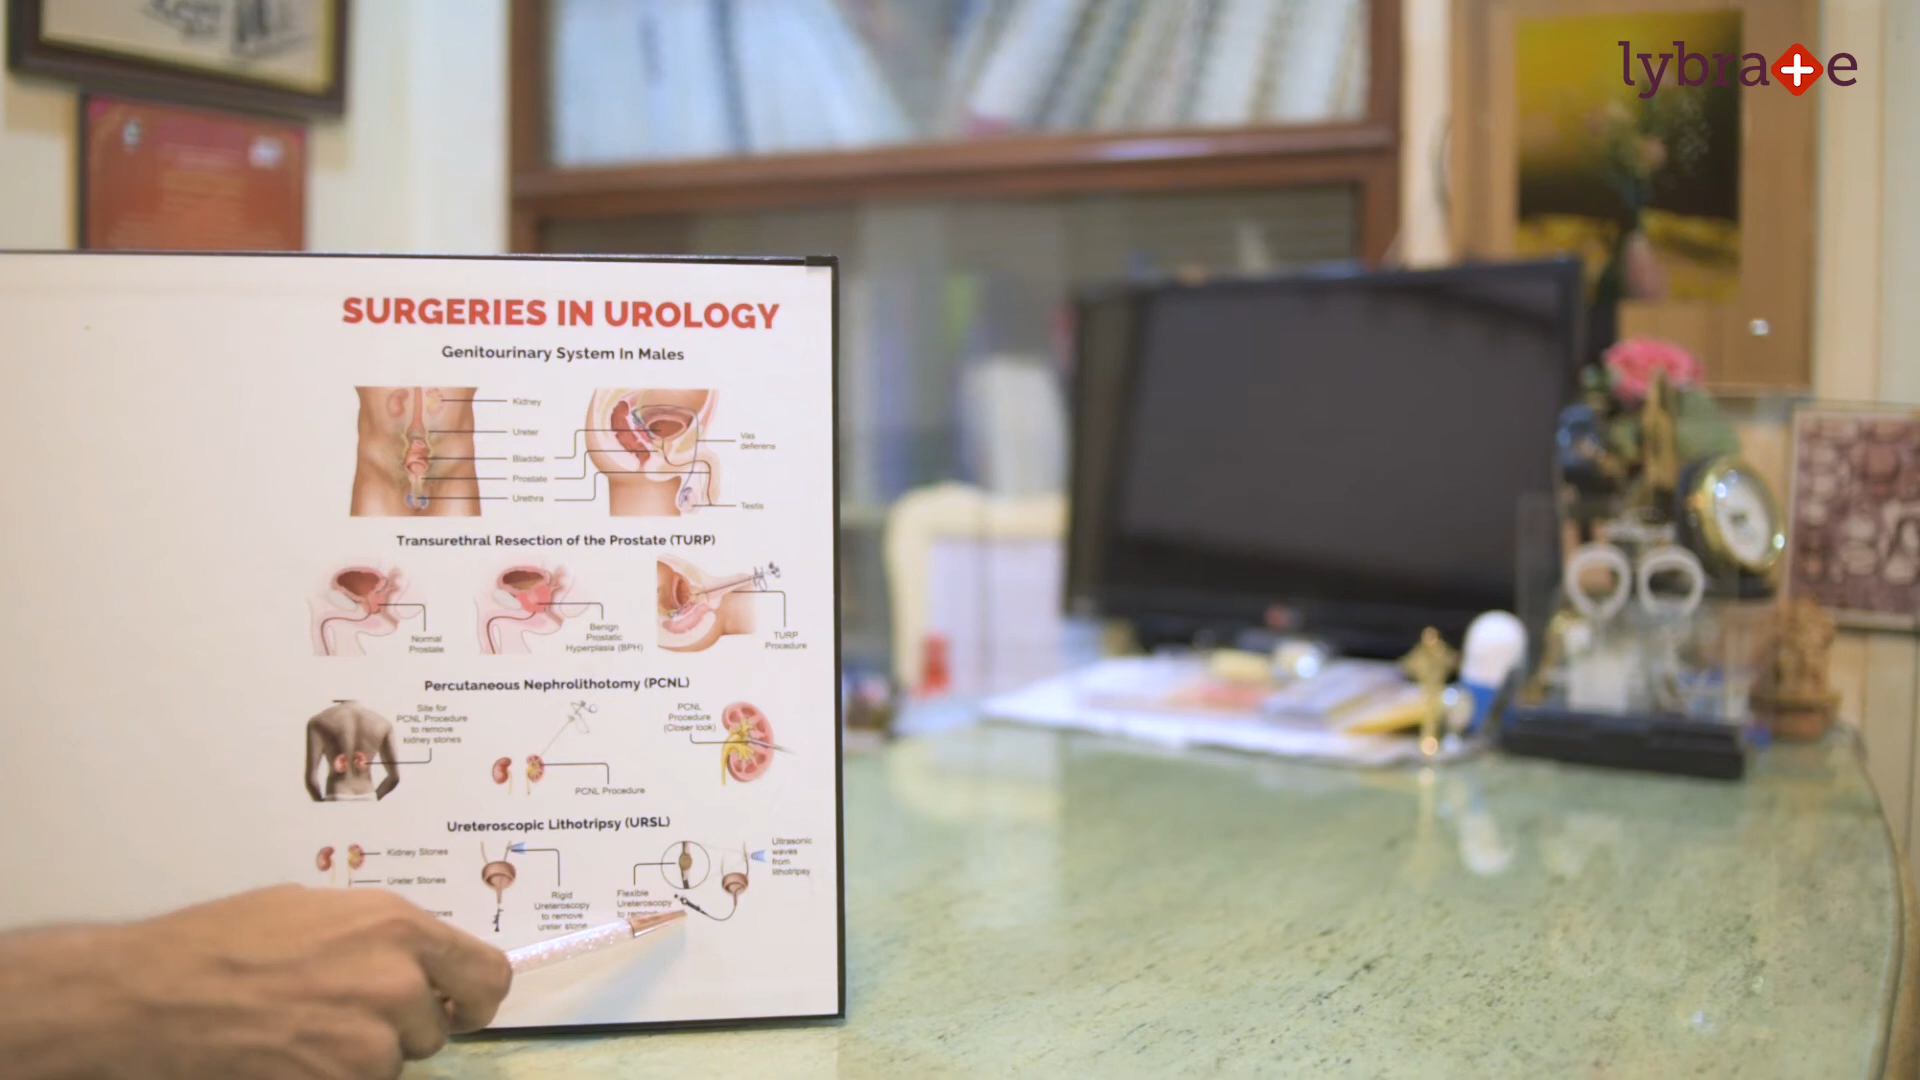 lybrate
SURGERIES IN UROLOGY
Genitourinary System In Males
Kidney
Ureter
Bladder
Prostate
Urethra
Vas
deferens
Testis
Transurethral Resection of the Prostate (TURP)
Normal
Prostate
Benign
Prostatic
Hyperplasia (BPH)
TURP
Procedure
Percutaneous Nephrolithotomy (PCNL)
Site for
PCNL Procedure
to remove
kidney stones
PCNL Procedure
PCNL
Procedure
(Closer look)
Ureteroscopic Lithotripsy (URSL)
Kidney Stones
Ureter Stones
Rigid
Ureteroscopy
to remove
ureter stone
Flexible
Ureteroscopy
to
Ultrasonic
waves
from
lithotripsy